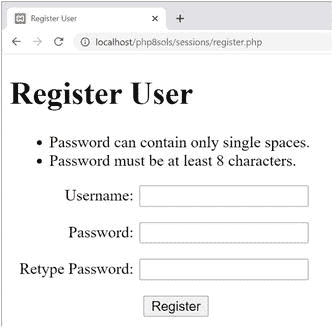 Register User
localhost/php8sols/sessions/register.php
Register User
Password can contain only single spaces.
Password must be at least 8 characters.
Username:
Password:
Retype Password:
Register